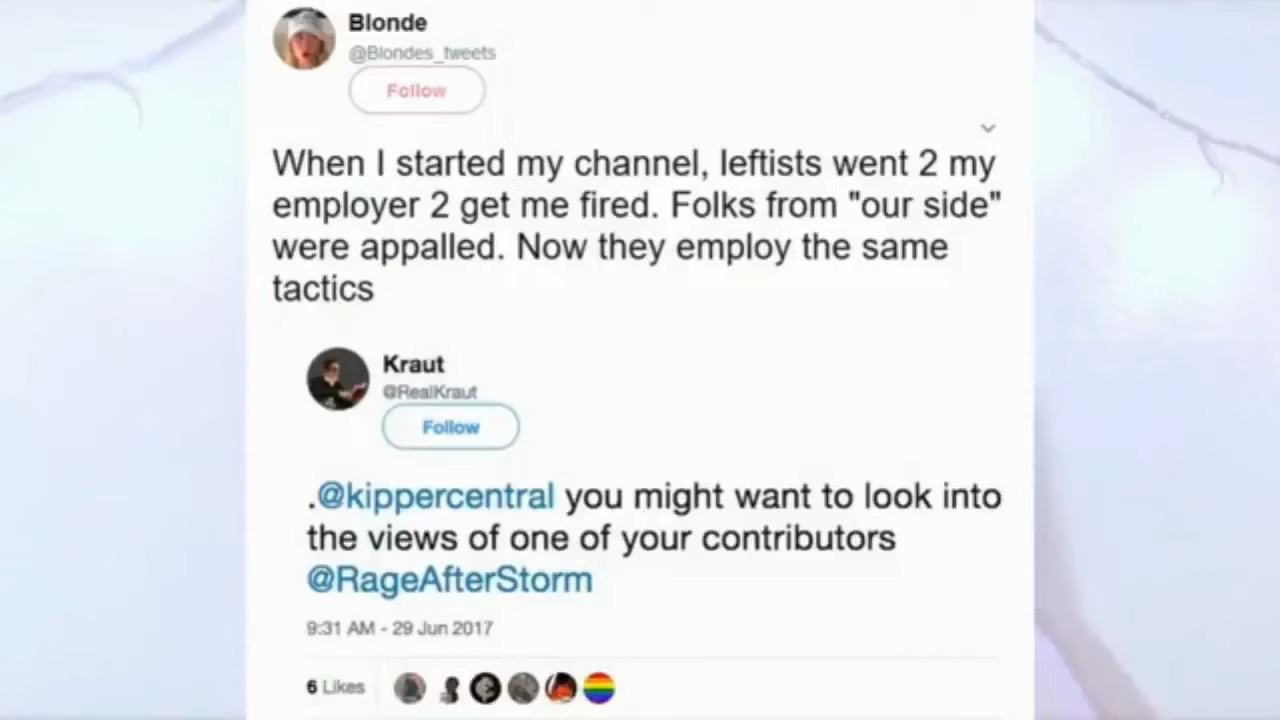 Blonde
@Blondes_tweets
Follow
When I started my channel, leftists went 2 my
employer 2 get me fired. Folks from "our side"
were appalled. Now they employ the same
tactics
Kraut
@RealKraut
Follow
.@kippercentral you might want to look into
the views of one of your contributors
@RageAfterStorm
9:31 AM - 29 Jun 2017
6 Likes